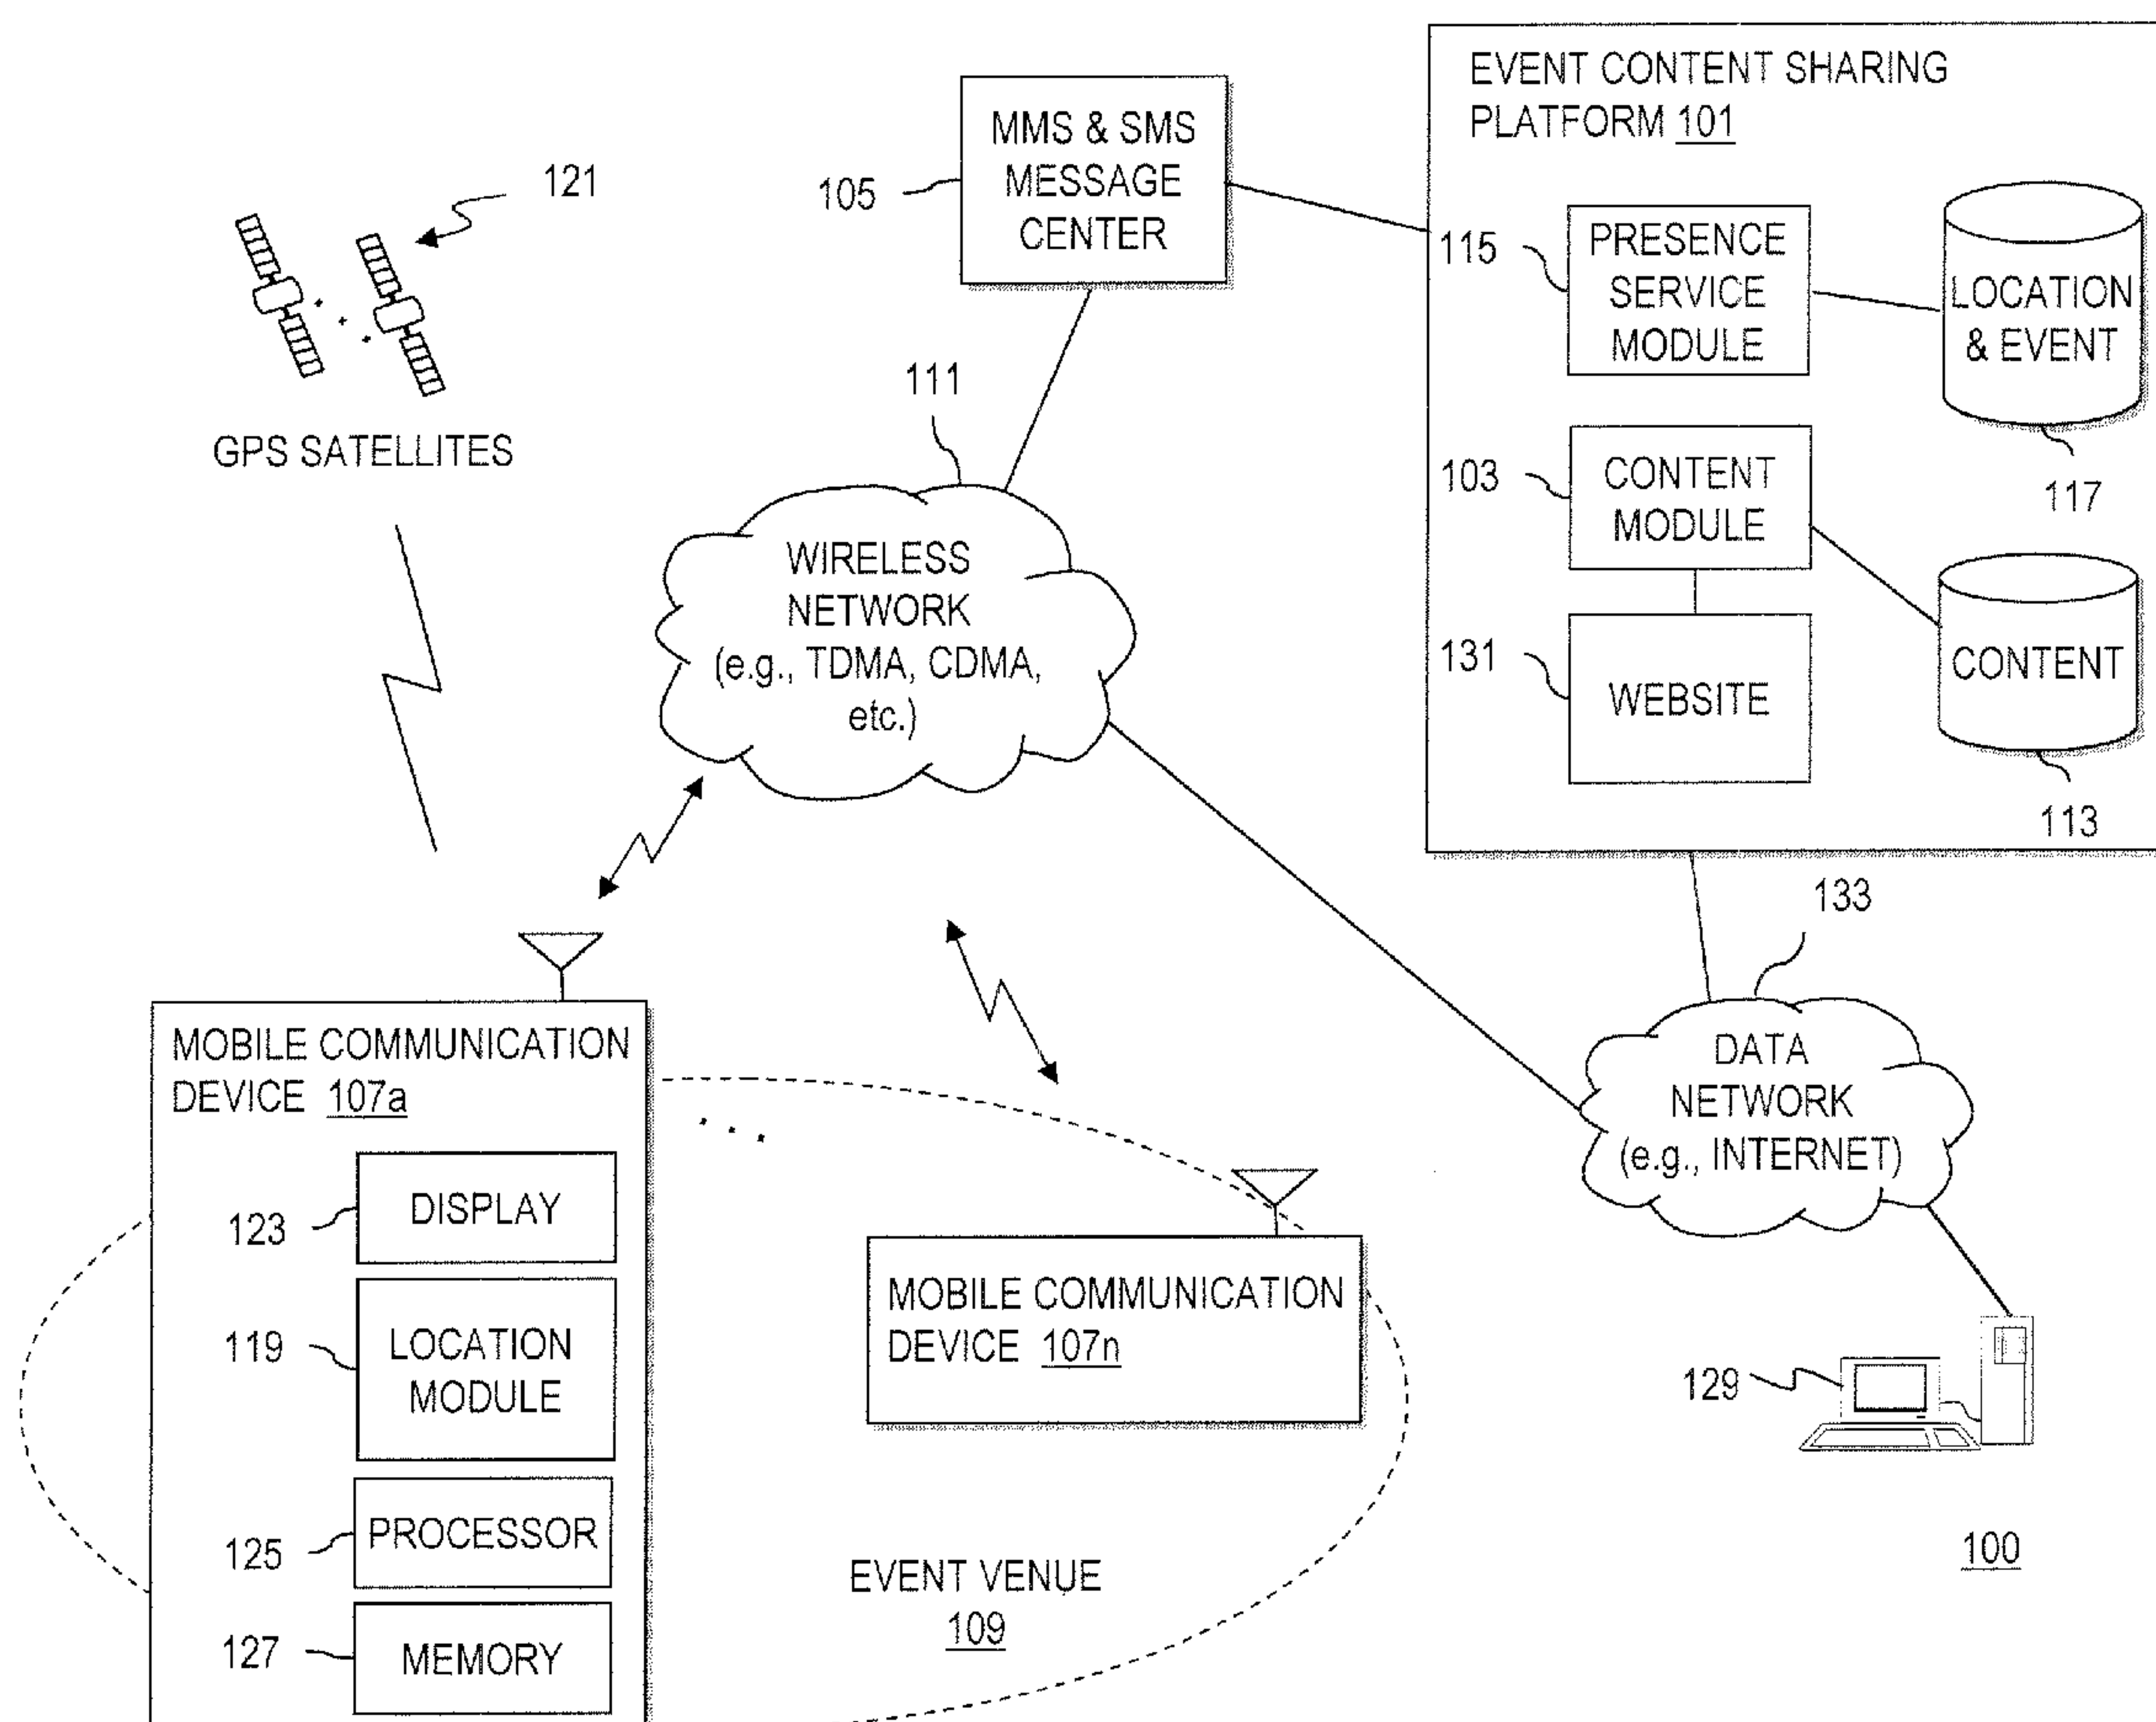 EVENT CONTENT SHARING
PLATFORM 101
MMS & SMS
MESSAGE
CENTER
105
121
GPS SATELLITES
115
PRESENCE
SERVICE
MODULE
LOCATION
& EVENT
117
111
103
CONTENT
MODULE
WIRELESS
NETWORK
(e.g., TDMA, CDMA,
etc.)
131
WEBSITE
CONTENT
113
133
DATA
NETWORK
(e.g., INTERNET)
MOBILE COMMUNICATION
DEVICE 107a
123
DISPLAY
119
LOCATION
MODULE
125
PROCESSOR
127
MEMORY
MOBILE COMMUNICATION
DEVICE 107n
129
EVENT VENUE
109
100